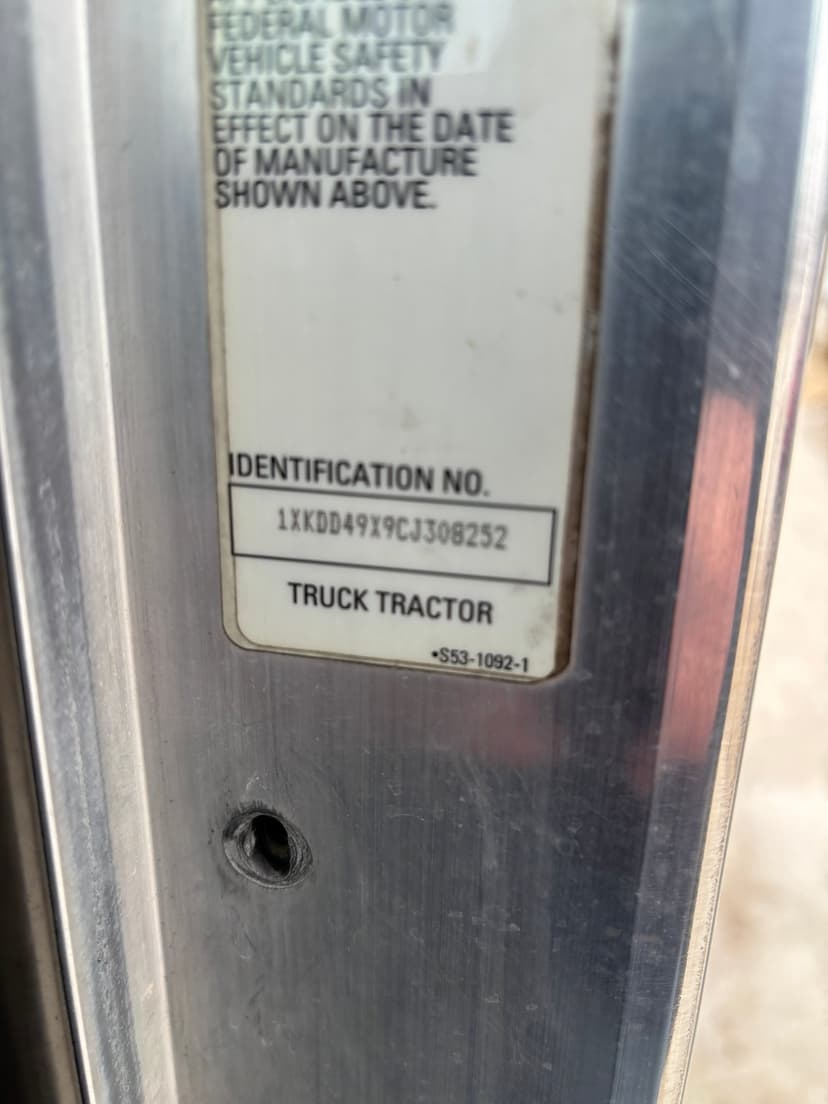 FEDERAL MOTOR
VEHICLE SAFETY
STANDARDS IN
EFFECT ON THE DATE
OF MANUFACTURE
SHOWN ABOVE.
IDENTIFICATION NO.
1XKDD49X9CJ308252
TRUCK TRACTOR
•S53-1092-1